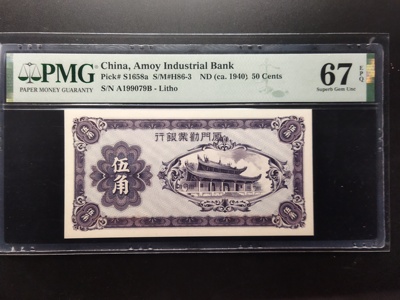 PMG
PAPER MONEY GUARANTY
China, Amoy Industrial Bank
Pick# S1658a S/M#H86-3 ND (ca. 1940) 50 Cents
S/N A199079B - Litho
67 EPQ
Superb Gem Unc
行銀業勸門厦
伍角